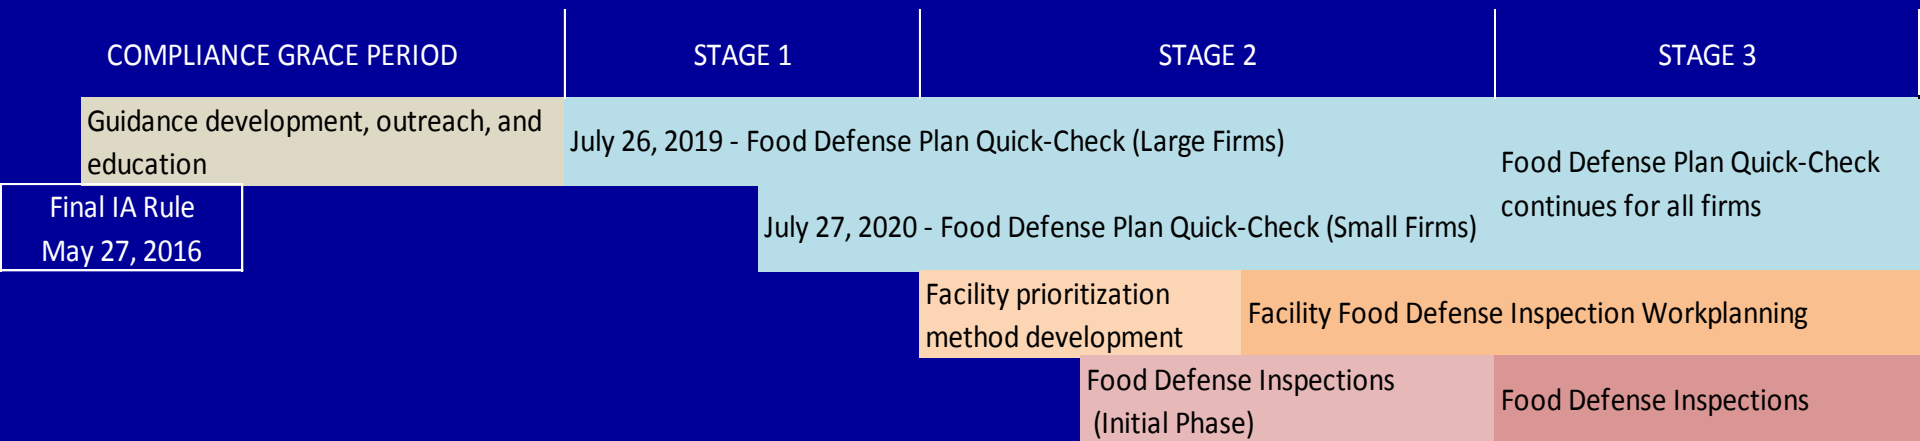 COMPLIANCE GRACE PERIOD
STAGE 1
STAGE 2
STAGE 3
Guidance development, outreach, and
education
July 26, 2019 - Food Defense Plan Quick-Check (Large Firms)
Food Defense Plan Quick-Check
continues for all firms
Final IA Rule
May 27, 2016
July 27, 2020 - Food Defense Plan Quick-Check (Small Firms)
Facility prioritization
method development
Facility Food Defense Inspection Workplanning
Food Defense Inspections
(Initial Phase)
Food Defense Inspections